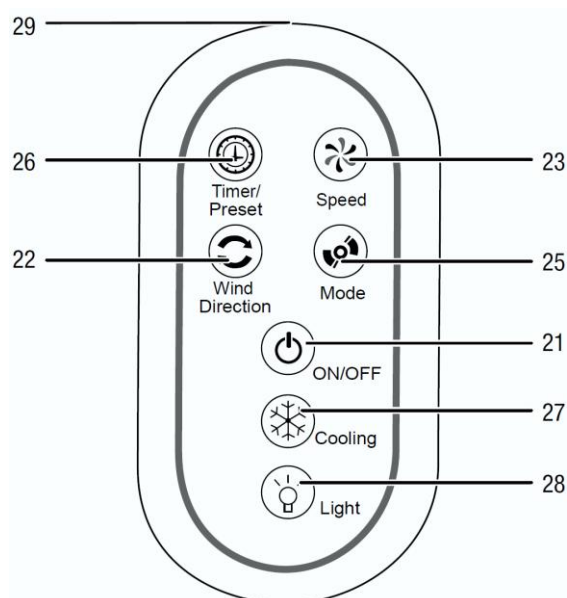 29
26
23
Timer/
Preset
Speed
22
25
Wind
Direction
Mode
21
ON/OFF
27
Cooling
28
Light